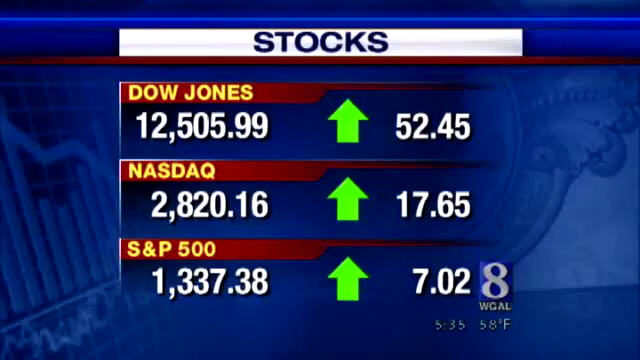 STOCKS
DOW JONES
12,505.99 52.45
NASDAQ
2,820.16 17.65
S&P 500
1,337.38 7.02
8
WGAL
5:35 58°F